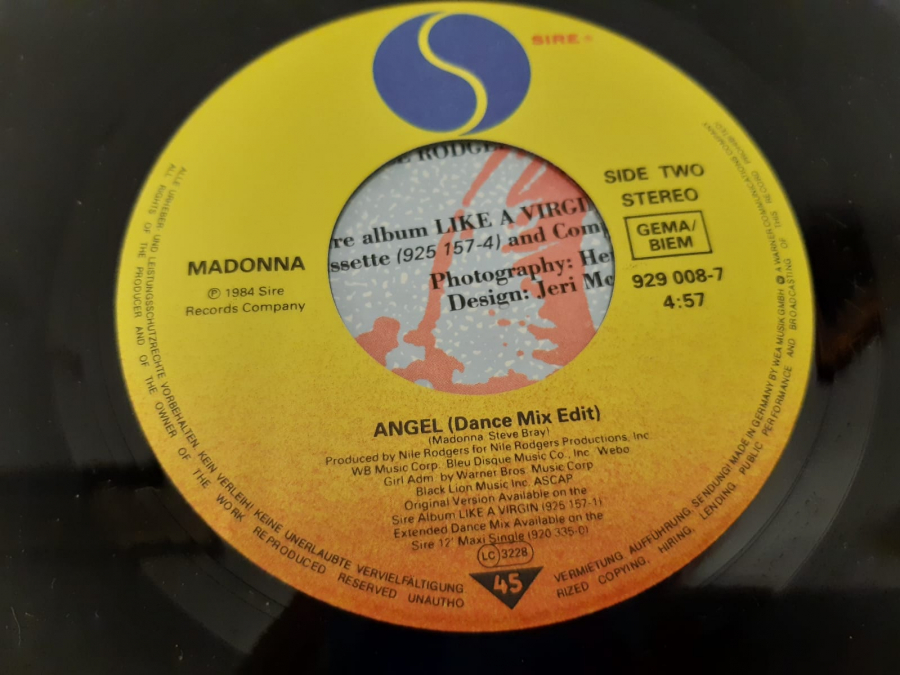 SIRE
SIDE TWO
STEREO
GEMA/
BIEM
929 008-7
4:57
MADONNA
Ⓟ 1984 Sire
Records Company
RODGE
re album LIKE A VIRGI
ssette (925 157-4) and Com
Photography: He
Design: Jeri Mc
ANGEL (Dance Mix Edit)
(Madonna Steve Bray)
Produced by Nile Rodgers for Nile Rodgers Productions, Inc
WB Music Corp. Bleu Disque Music Co., Inc. Webo
Girl Adm. by Warner Bros. Music Corp
Black Lion Music Inc. ASCAP
Original Version Available on the
Sire Album LIKE A VIRGIN (925 157-1)
Extended Dance Mix Available on the
Sire 12' Maxi Single (920 335-0)
LC 3228
45
ALLE URHEBER- UND LEISTUNGSSCHUTZRECHTE VORBEHALTEN KEIN VERLEIH! KEINE UNERLAUBTE VERVIELFÄLTIGUNG
VERMIETUNG, AUFFÜHRUNG, SENDUNG! MADE IN GERMANY BY WEA MUSIK GMBH A WARNER COMMUNICATIONS COMPANY
ALL RIGHTS OF THE PRODUCER AND OF THE OWNER OF THE WORK REPRODUCED RESERVED UNAUTHO
RIZED COPYING, HIRING, LENDING, PUBLIC PERFORMANCE AND BROADCASTING OF THIS RECORD PROHIBITED